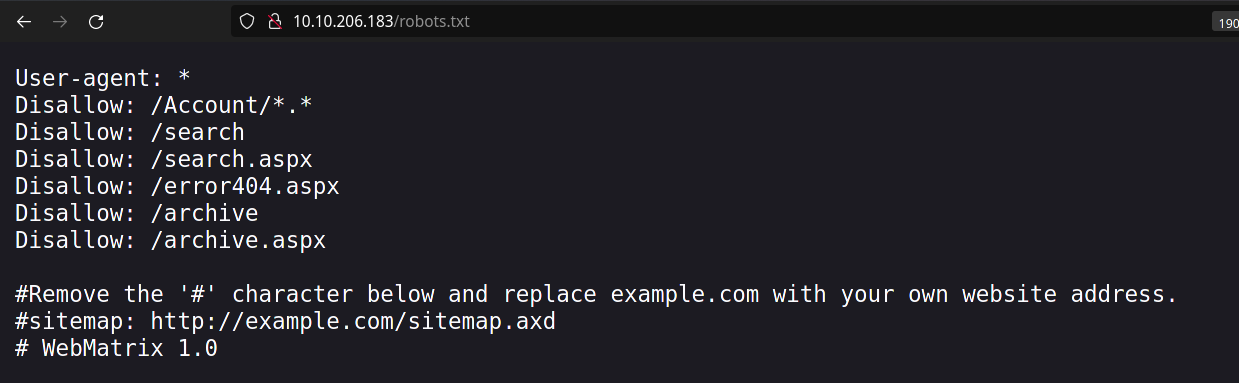 10.10.206.183/robots.txt
190
User-agent: *
Disallow: /Account/*.*
Disallow: /search
Disallow: /search.aspx
Disallow: /error404.aspx
Disallow: /archive
Disallow: /archive.aspx
#Remove the '#' character below and replace example.com with your own website address.
#sitemap: http://example.com/sitemap.axd
# WebMatrix 1.0